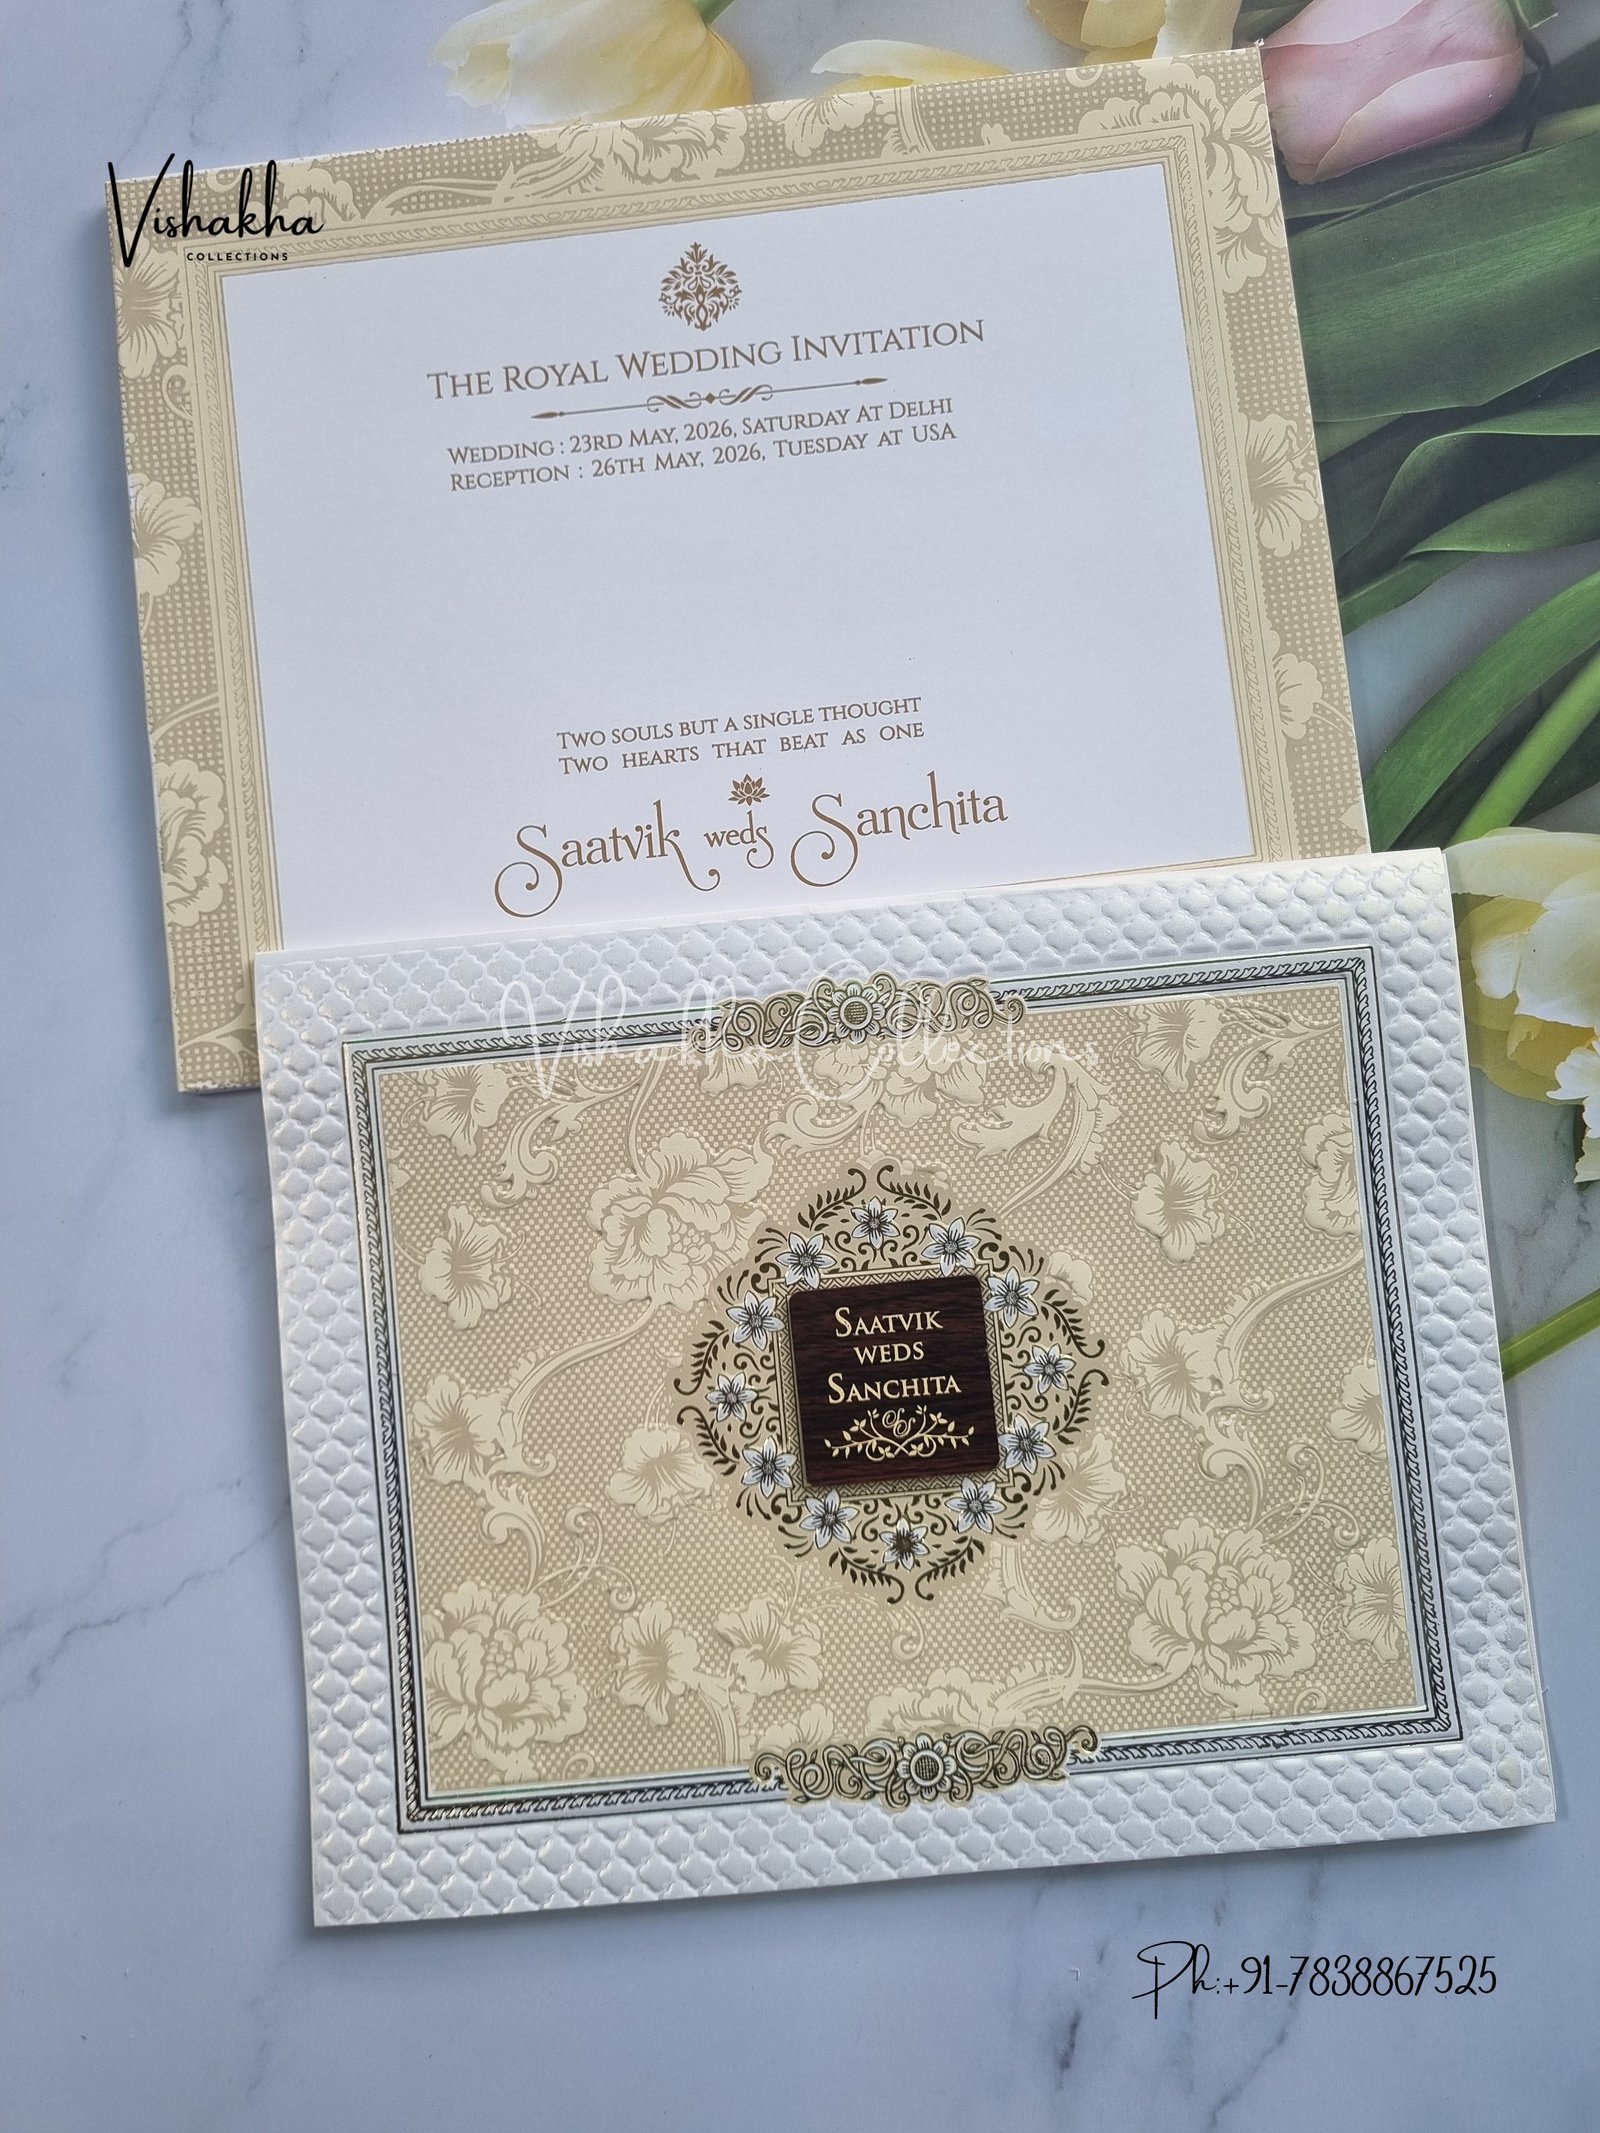 Vishakha
COLLECTIONS
THE ROYAL WEDDING INVITATION
WEDDING : 23RD MAY, 2026, SATURDAY AT DELHI
RECEPTION : 26TH MAY, 2026, TUESDAY AT USA
TWO SOULS BUT A SINGLE THOUGHT
TWO HEARTS THAT BEAT AS ONE
Saatvik weds Sanchita
Vishakha Collections
SAATVIK
WEDS
SANCHITA
SS
Ph:+91-7838867525